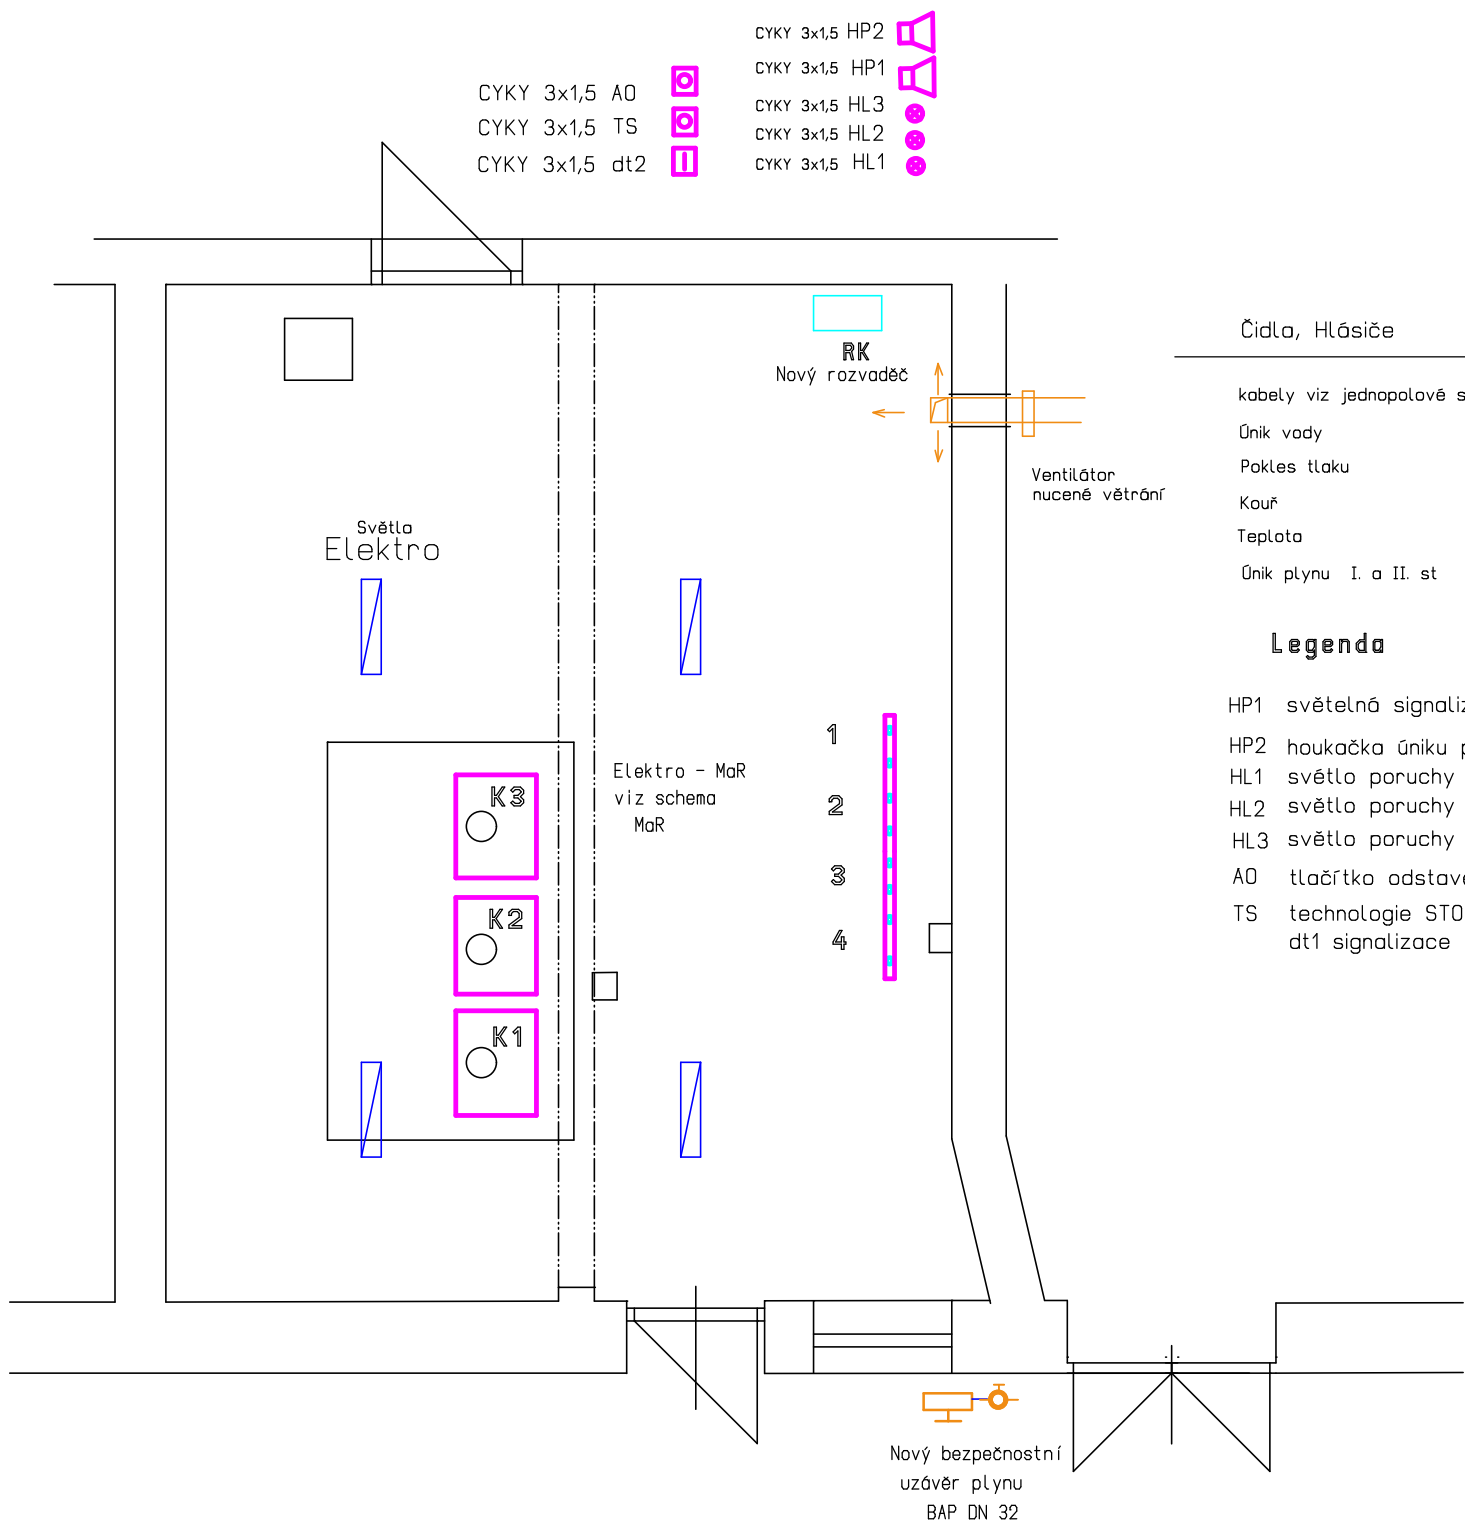 CYKY 3x1,5 HP2
CYKY 3x1,5 HP1
CYKY 3x1,5 HL3
CYKY 3x1,5 HL2
CYKY 3x1,5 HL1
CYKY 3x1,5 AO
CYKY 3x1,5 TS
CYKY 3x1,5 dt2
RK
Nový rozvaděč
Ventilátor
nucené větrání
Světla
Elektro
Elektro - MaR
viz schema
MaR
K3
K2
K1
1
2
3
4
Čidla, Hlásiče
kabely viz jednopolové s
Únik vody
Pokles tlaku
Kouř
Teplota
Únik plynu I. a II. st
Legenda
HP1 světelná signaliz
HP2 houkačka úniku p
HL1 světlo poruchy
HL2 světlo poruchy
HL3 světlo poruchy
AO tlačítko odstave
TS technologie STO
dt1 signalizace
Nový bezpečnostní
uzávěr plynu
BAP DN 32